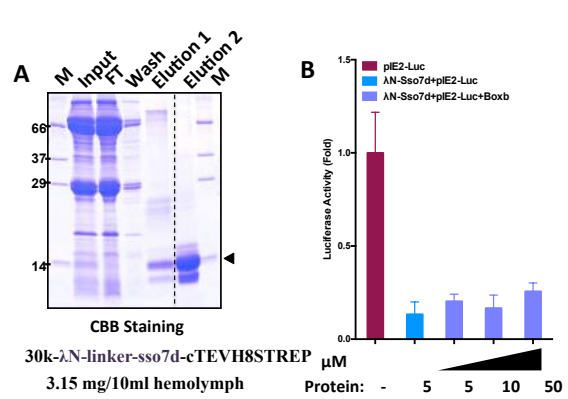 A
M Input FT Wash Elution 1 Elution 2 M
66
37
29
14
CBB Staining
30k-λN-linker-sso7d-cTEVH8STREP
3.15 mg/10ml hemolymph
B
pIE2-Luc
λN-Sso7d+pIE2-Luc
λN-Sso7d+pIE2-Luc+Boxb
Luciferase Activity (Fold)
1.5
1.0
0.5
0.0
μM
Protein: - 5 5 10 50